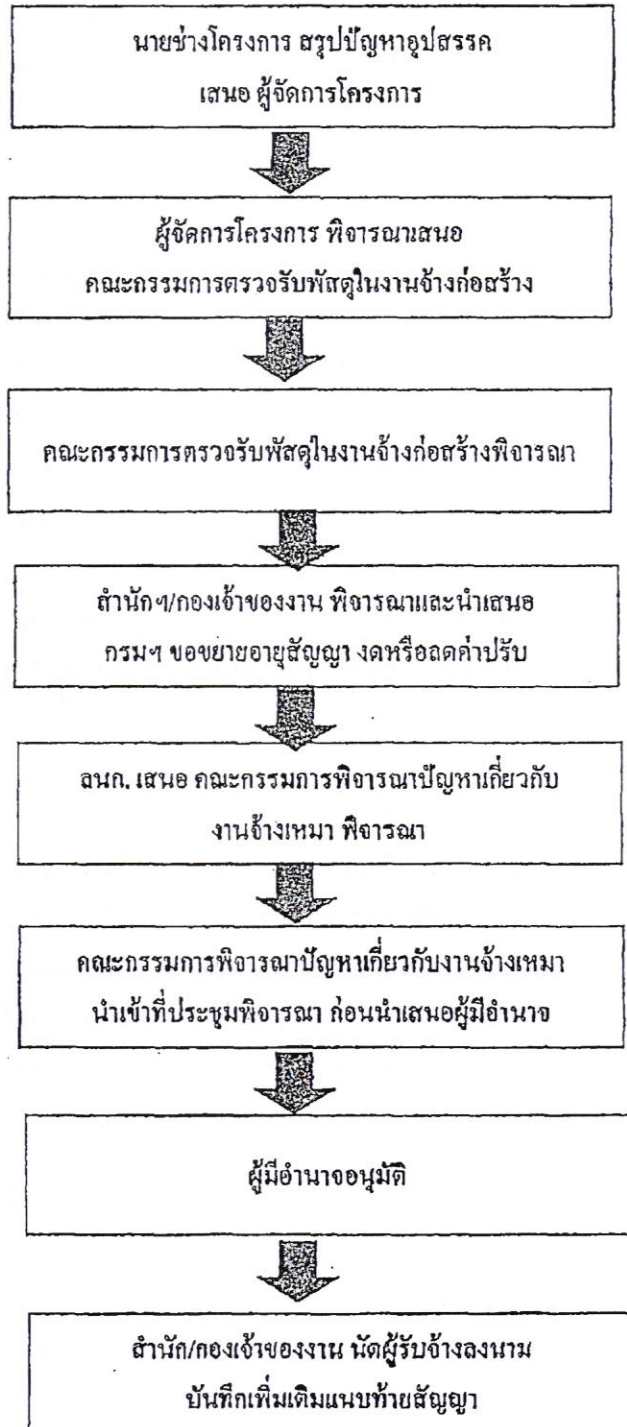 นายช่างโครงการ สรุปปัญหาอุปสรรค
เสนอ ผู้จัดการโครงการ
ผู้จัดการโครงการ พิจารณาเสนอ
คณะกรรมการตรวจรับพัสดุในงานจ้างก่อสร้าง
คณะกรรมการตรวจรับพัสดุในงานจ้างก่อสร้างพิจารณา
สำนักฯ/กองเจ้าของงาน พิจารณาและนำเสนอ
กรมฯ ขอขยายอายุสัญญา งดหรือลดค่าปรับ
ลนก. เสนอ คณะกรรมการพิจารณาปัญหาเกี่ยวกับ
งานจ้างเหมา พิจารณา
คณะกรรมการพิจารณาปัญหาเกี่ยวกับงานจ้างเหมา
นำเข้าที่ประชุมพิจารณา ก่อนนำเสนอผู้มีอำนาจ
ผู้มีอำนาจอนุมัติ
สำนัก/กองเจ้าของงาน นัดผู้รับจ้างลงนาม
บันทึกเพิ่มเติมแนบท้ายสัญญา